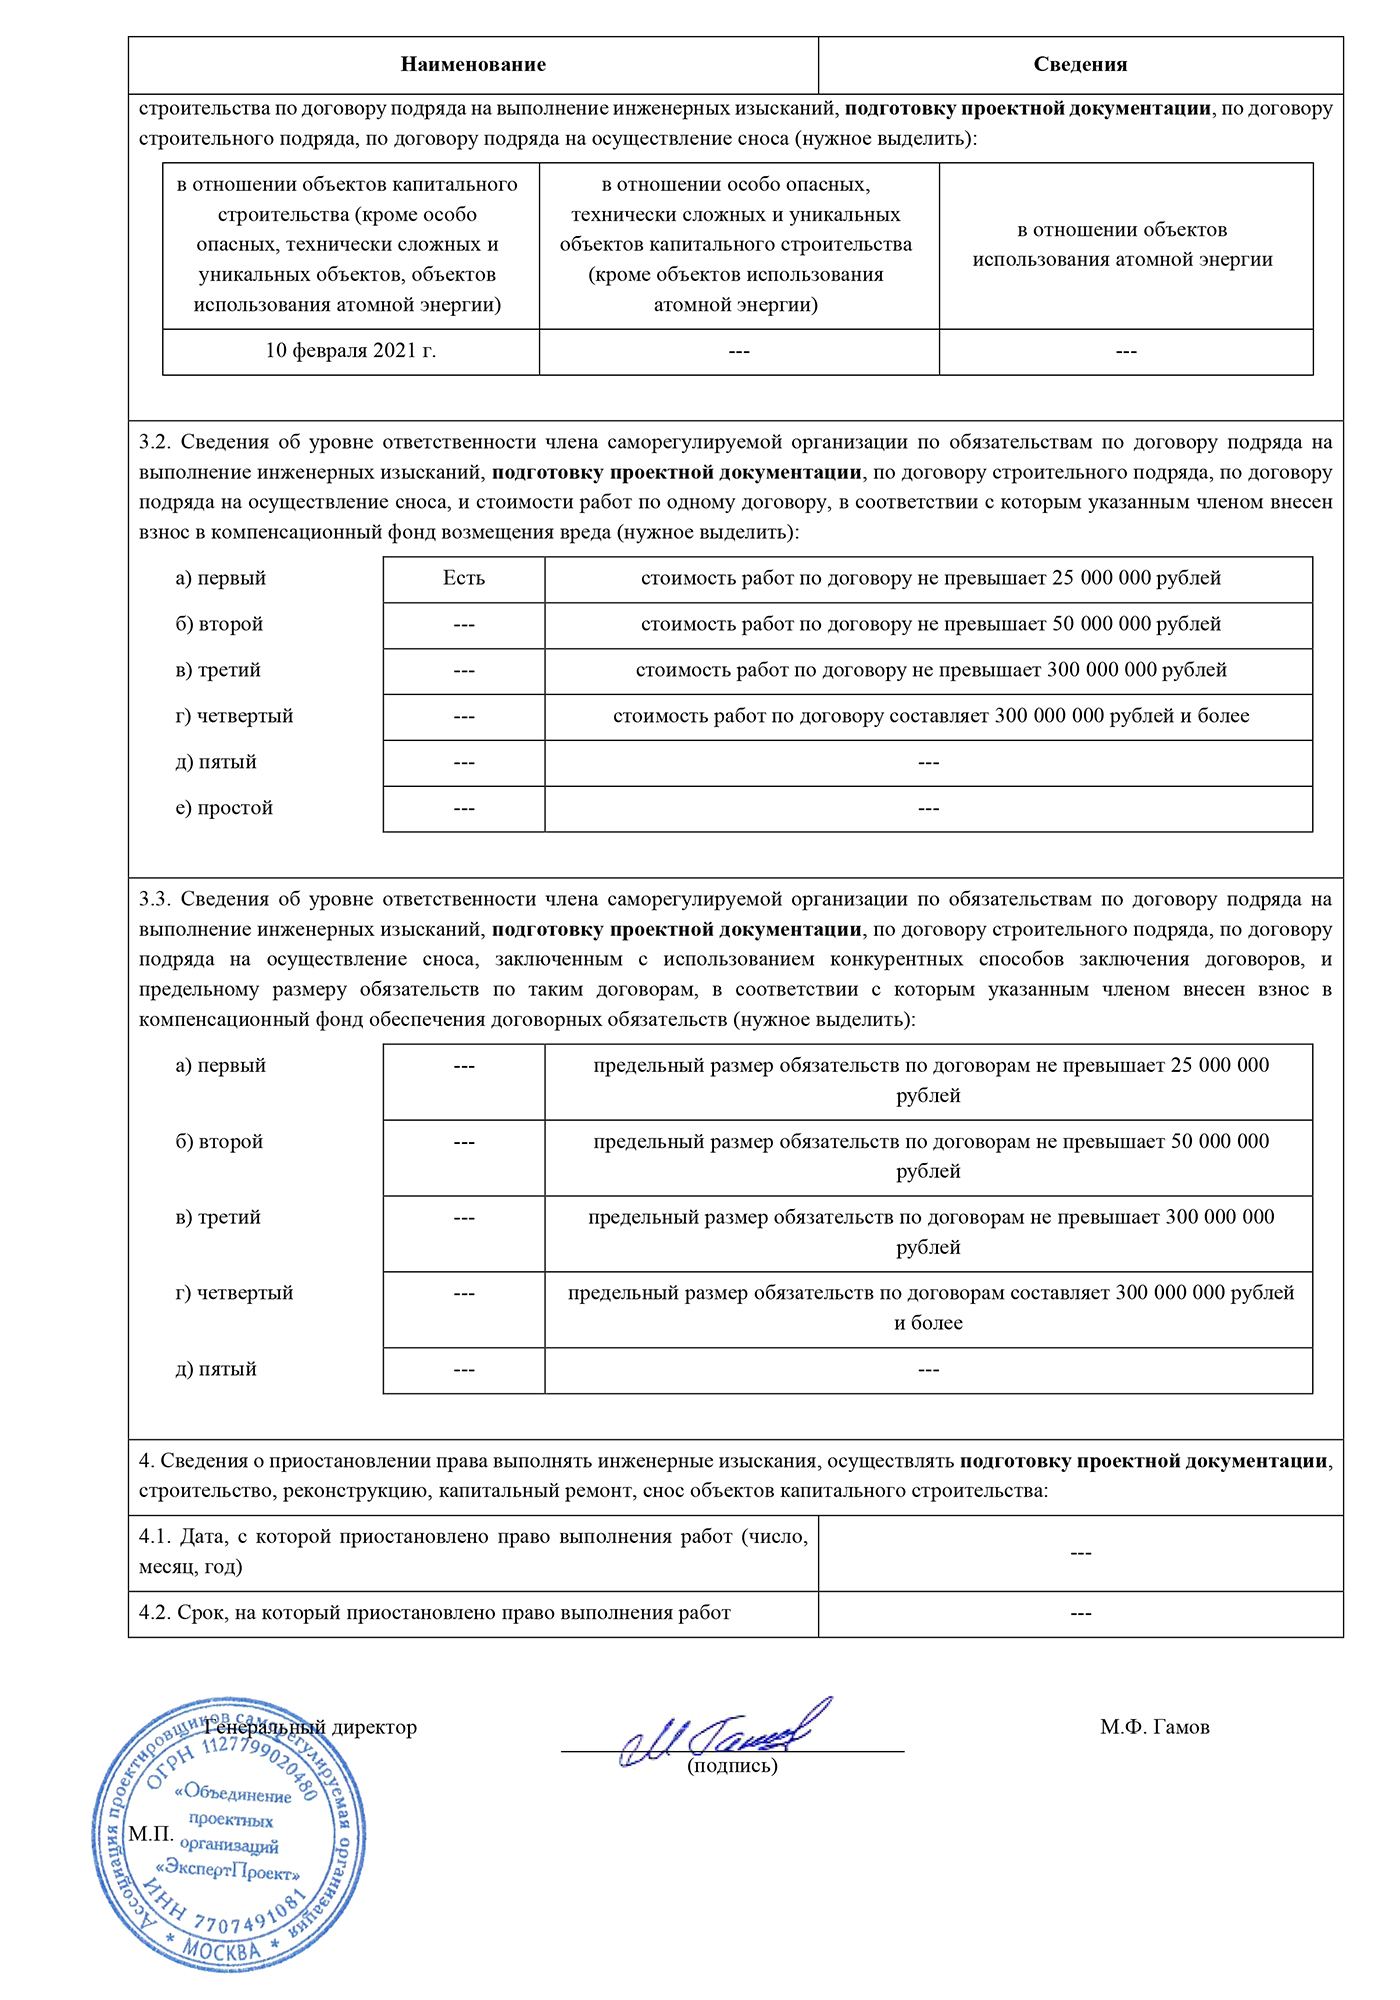 Наименование Сведения
строительства по договору подряда на выполнение инженерных изысканий, подготовку проектной документации, по договору
строительного подряда, по договору подряда на осуществление сноса (нужное выделить):
в отношении объектов капитального
строительства (кроме особо
опасных, технически сложных и
уникальных объектов, объектов
использования атомной энергии)
в отношении особо опасных,
технически сложных и уникальных
объектов капитального строительства
(кроме объектов использования
атомной энергии)
в отношении объектов
использования атомной энергии
10 февраля 2021 г. --- ---
3.2. Сведения об уровне ответственности члена саморегулируемой организации по обязательствам по договору подряда на
выполнение инженерных изысканий, подготовку проектной документации, по договору строительного подряда, по договору
подряда на осуществление сноса, и стоимости работ по одному договору, в соответствии с которым указанным членом внесен
взнос в компенсационный фонд возмещения вреда (нужное выделить):
а) первый Есть стоимость работ по договору не превышает 25 000 000 рублей
б) второй --- стоимость работ по договору не превышает 50 000 000 рублей
в) третий --- стоимость работ по договору не превышает 300 000 000 рублей
г) четвертый --- стоимость работ по договору составляет 300 000 000 рублей и более
д) пятый --- ---
е) простой --- ---
3.3. Сведения об уровне ответственности члена саморегулируемой организации по обязательствам по договору подряда на
выполнение инженерных изысканий, подготовку проектной документации, по договору строительного подряда, по договору
подряда на осуществление сноса, заключенным с использованием конкурентных способов заключения договоров, и
предельному размеру обязательств по таким договорам, в соответствии с которым указанным членом внесен взнос в
компенсационный фонд обеспечения договорных обязательств (нужное выделить):
а) первый --- предельный размер обязательств по договорам не превышает 25 000 000
рублей
б) второй --- предельный размер обязательств по договорам не превышает 50 000 000
рублей
в) третий --- предельный размер обязательств по договорам не превышает 300 000 000
рублей
г) четвертый --- предельный размер обязательств по договорам составляет 300 000 000 рублей
и более
д) пятый --- ---
4. Сведения о приостановлении права выполнять инженерные изыскания, осуществлять подготовку проектной документации,
строительство, реконструкцию, капитальный ремонт, снос объектов капитального строительства:
4.1. Дата, с которой приостановлено право выполнения работ (число,
месяц, год)
---
4.2. Срок, на который приостановлено право выполнения работ ---
Генеральный директор М.Ф. Гамов
М Гамов
(подпись)
М.П.
Ассоциация проектировщиков саморегулируемая организация
ОГРН 1127799020480
«Объединение
проектных
организаций
«ЭкспертПроект»
ИНН 7707491081
* МОСКВА *